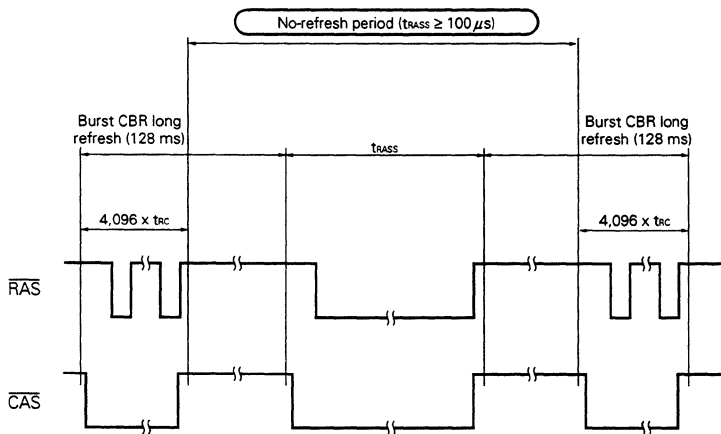 No-refresh period (tRASS ≥ 100 μs)
Burst CBR long
refresh (128 ms)
tRASS
Burst CBR long
refresh (128 ms)
4,096 x tRC
4,096 x tRC
RAS
CAS